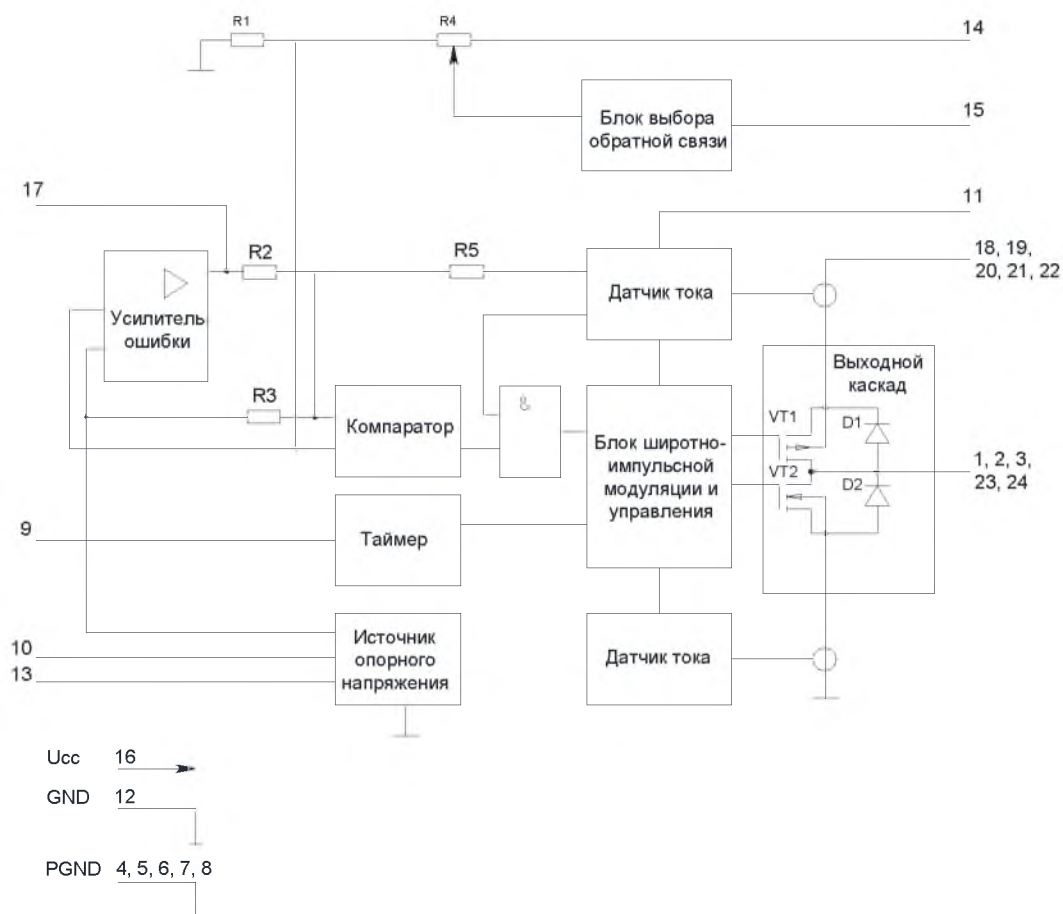 R1
R4
14
Блок выбора
обратной связи
15
17
11
R2
R5
18, 19,
20, 21, 22
Датчик тока
Усилитель
ошибки
Выходной
каскад
R3
&
VT1
D1
Компаратор
Блок широтно-
импульсной
модуляции и
управления
VT2
D2
1, 2, 3,
23, 24
9
Таймер
10
13
Источник
опорного
напряжения
Датчик тока
Ucc 16
GND 12
PGND 4, 5, 6, 7, 8